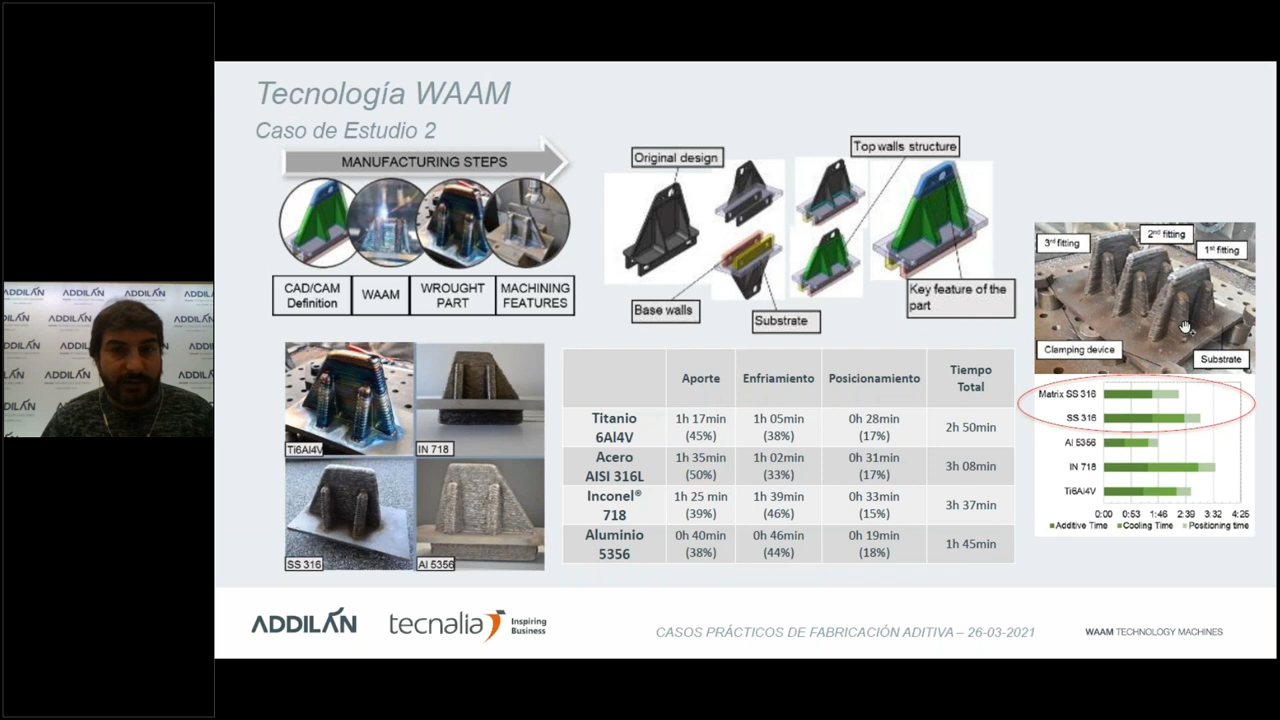 Tecnología WAAM
Caso de Estudio 2
MANUFACTURING STEPS
CAD/CAM Definition
WAAM
WROUGHT PART
MACHINING FEATURES
Original design
Top walls structure
Base walls
Substrate
Key feature of the part
3rd fitting
2nd fitting
1st fitting
Clamping device
Substrate
Ti6Al4V
IN 718
SS 316
Al 5356
Aporte Enfriamiento Posicionamiento Tiempo Total
Titanio 6Al4V 1h 17min (45%) 1h 05min (38%) 0h 28min (17%) 2h 50min
Acero AISI 316L 1h 35min (50%) 1h 02min (33%) 0h 31min (17%) 3h 08min
Inconel® 718 1h 25 min (39%) 1h 39min (46%) 0h 33min (15%) 3h 37min
Aluminio 5356 0h 40min (38%) 0h 46min (44%) 0h 19min (18%) 1h 45min
Matrix SS 316
SS 316
Al 5356
IN 718
Ti6Al4V
0:00 0:53 1:46 2:39 3:32 4:25
Additive Time Cooling Time Positioning time
ADDILAN
tecnalia Inspiring Business
CASOS PRÁCTICOS DE FABRICACIÓN ADITIVA – 26-03-2021
WAAM TECHNOLOGY MACHINES